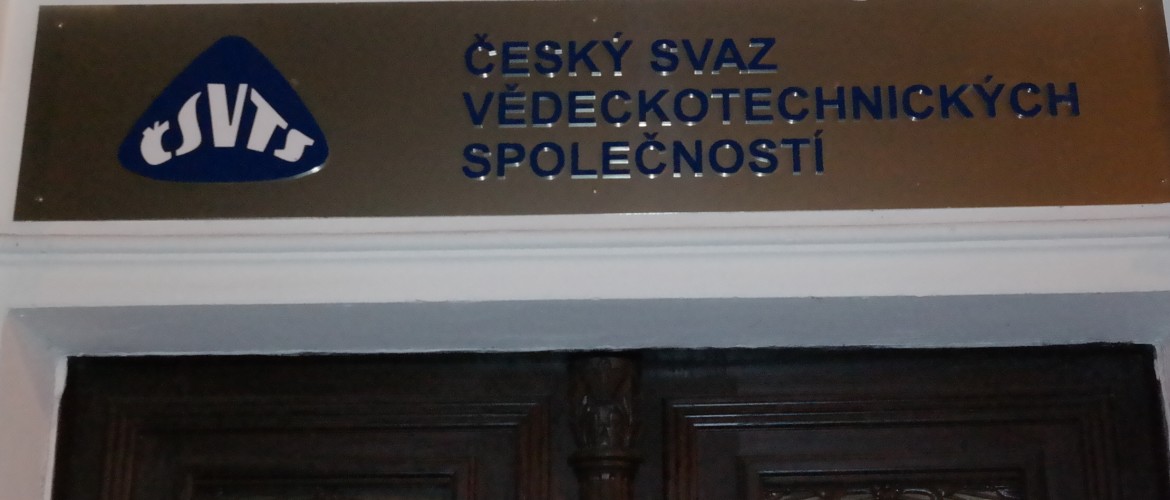 ČSVTS
ČESKÝ SVAZ
VĚDECKOTECHNICKÝCH
SPOLEČNOSTÍ